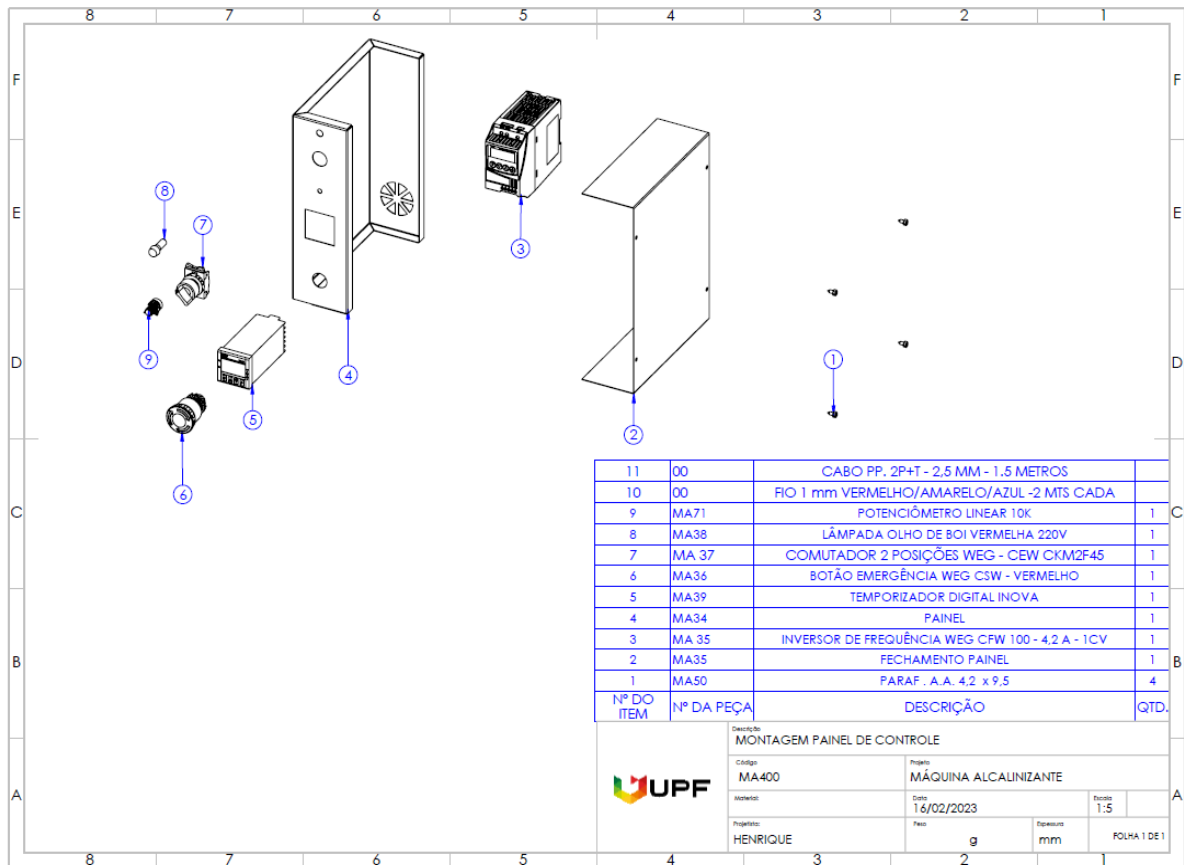 8 7 6 5 4 3 2 1
F F
E E
D D
C C
B B
A A
8
7
9
3
5
4
6
1
2
11 00 CABO PP. 2P+T - 2,5 MM - 1.5 METROS
10 00 FIO 1 mm VERMELHO/AMARELO/AZUL -2 MTS CADA
9 MA71 POTENCIÔMETRO LINEAR 10K 1
8 MA38 LÂMPADA OLHO DE BOI VERMELHA 220V 1
7 MA 37 COMUTADOR 2 POSIÇÕES WEG - CEW CKM2F45 1
6 MA36 BOTÃO EMERGÊNCIA WEG CSW - VERMELHO 1
5 MA39 TEMPORIZADOR DIGITAL INOVA 1
4 MA34 PAINEL 1
3 MA 35 INVERSOR DE FREQUÊNCIA WEG CFW 100 - 4,2 A - 1CV 1
2 MA35 FECHAMENTO PAINEL 1
1 MA50 PARAF . A.A. 4,2 x 9,5 4
Nº DO ITEM Nº DA PEÇA DESCRIÇÃO QTD.
UPF
Descrição
MONTAGEM PAINEL DE CONTROLE
Código Projeto
MA400 MÁQUINA ALCALINIZANTE
Material: Data Escala
16/02/2023 1:5
Projetista: Peso Espessura
HENRIQUE g mm FOLHA 1 DE 1
8 7 6 5 4 3 2 1